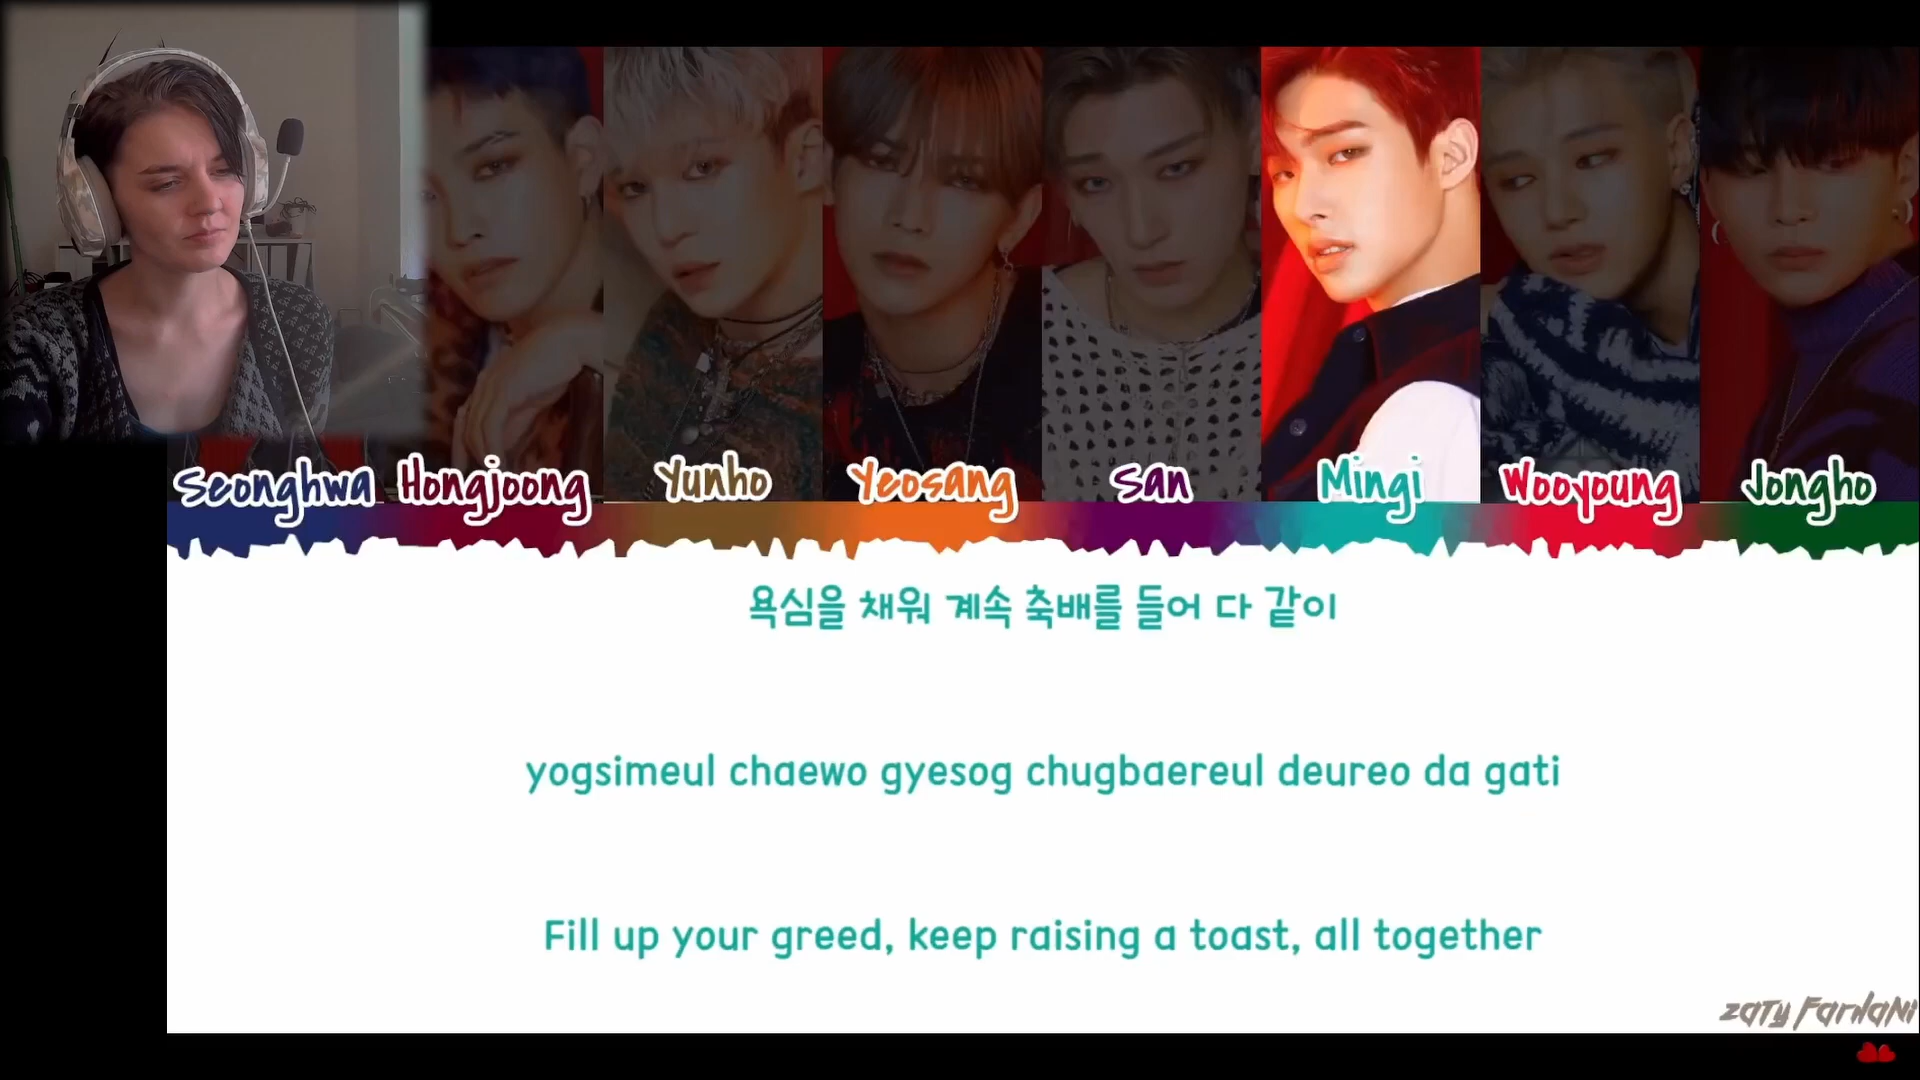 Seonghwa Hongjoong Yunho Yeosang San Mingi Wooyoung Jongho
욕심을 채워 계속 축배를 들어 다 같이
yogsimeul chaewo gyesog chugbaereul deureo da gati
Fill up your greed, keep raising a toast, all together
Zaty Farhani